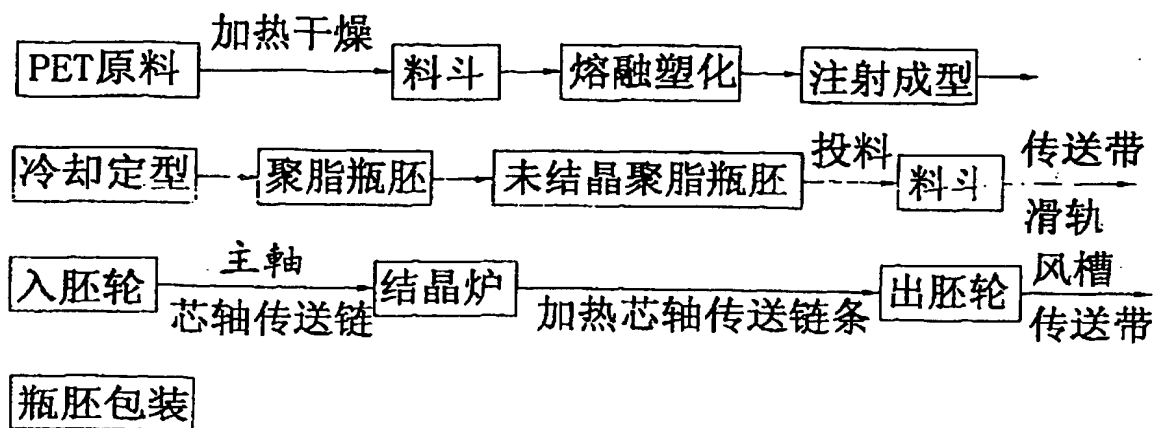 加热干燥
PET原料 料斗 熔融塑化 注射成型
投料 传送带
冷却定型 聚脂瓶胚 未结晶聚脂瓶胚 料斗
滑轨
主軸 风槽
入胚轮 结晶炉 出胚轮
芯轴传送链 加热芯轴传送链条 传送带
瓶胚包装